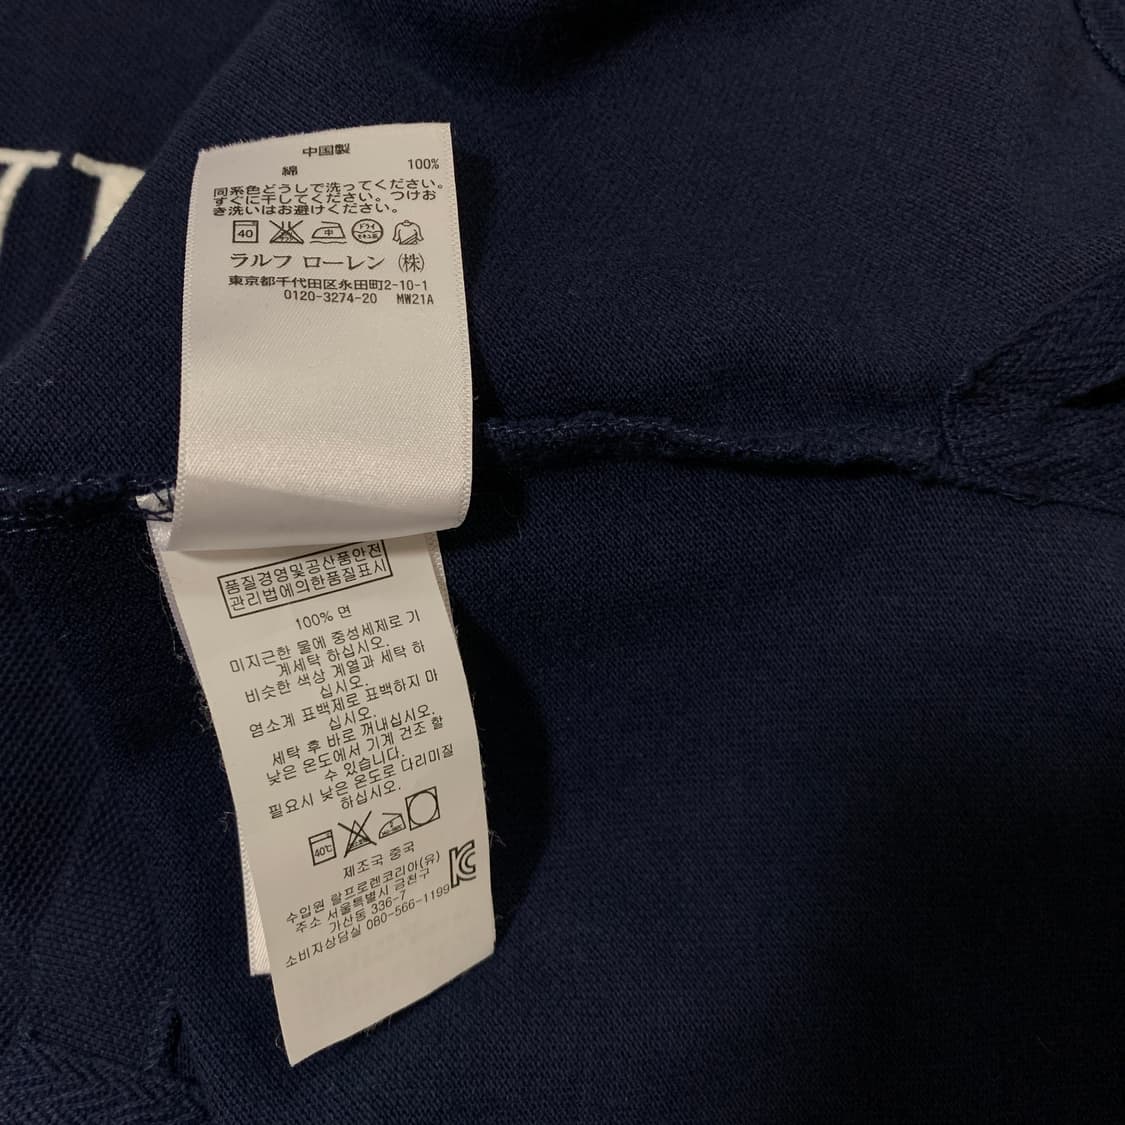 中国製
綿 100%
同系色どうしで洗ってください。
すぐに干してください。つけお
き洗いはお避けください。
40 中 ドライ
ラルフ ローレン (株)
東京都千代田区永田町2-10-1
0120-3274-20 MW21A
품질경영및공산품안전
관리법에의한품질표시
100% 면
미지근한 물에 중성세제로 기
계세탁 하십시오.
비슷한 색상 계열과 세탁 하
십시오.
염소계 표백제로 표백하지 마
십시오.
세탁 후 바로 꺼내십시오.
낮은 온도에서 기계 건조 할
수 있습니다.
필요시 낮은 온도로 다리미질
하십시오.
40℃
제조국 중국
수입원 랄프로렌코리아(유)
주소 서울특별시 금천구
가산동 336-7
소비자상담실 080-566-1199